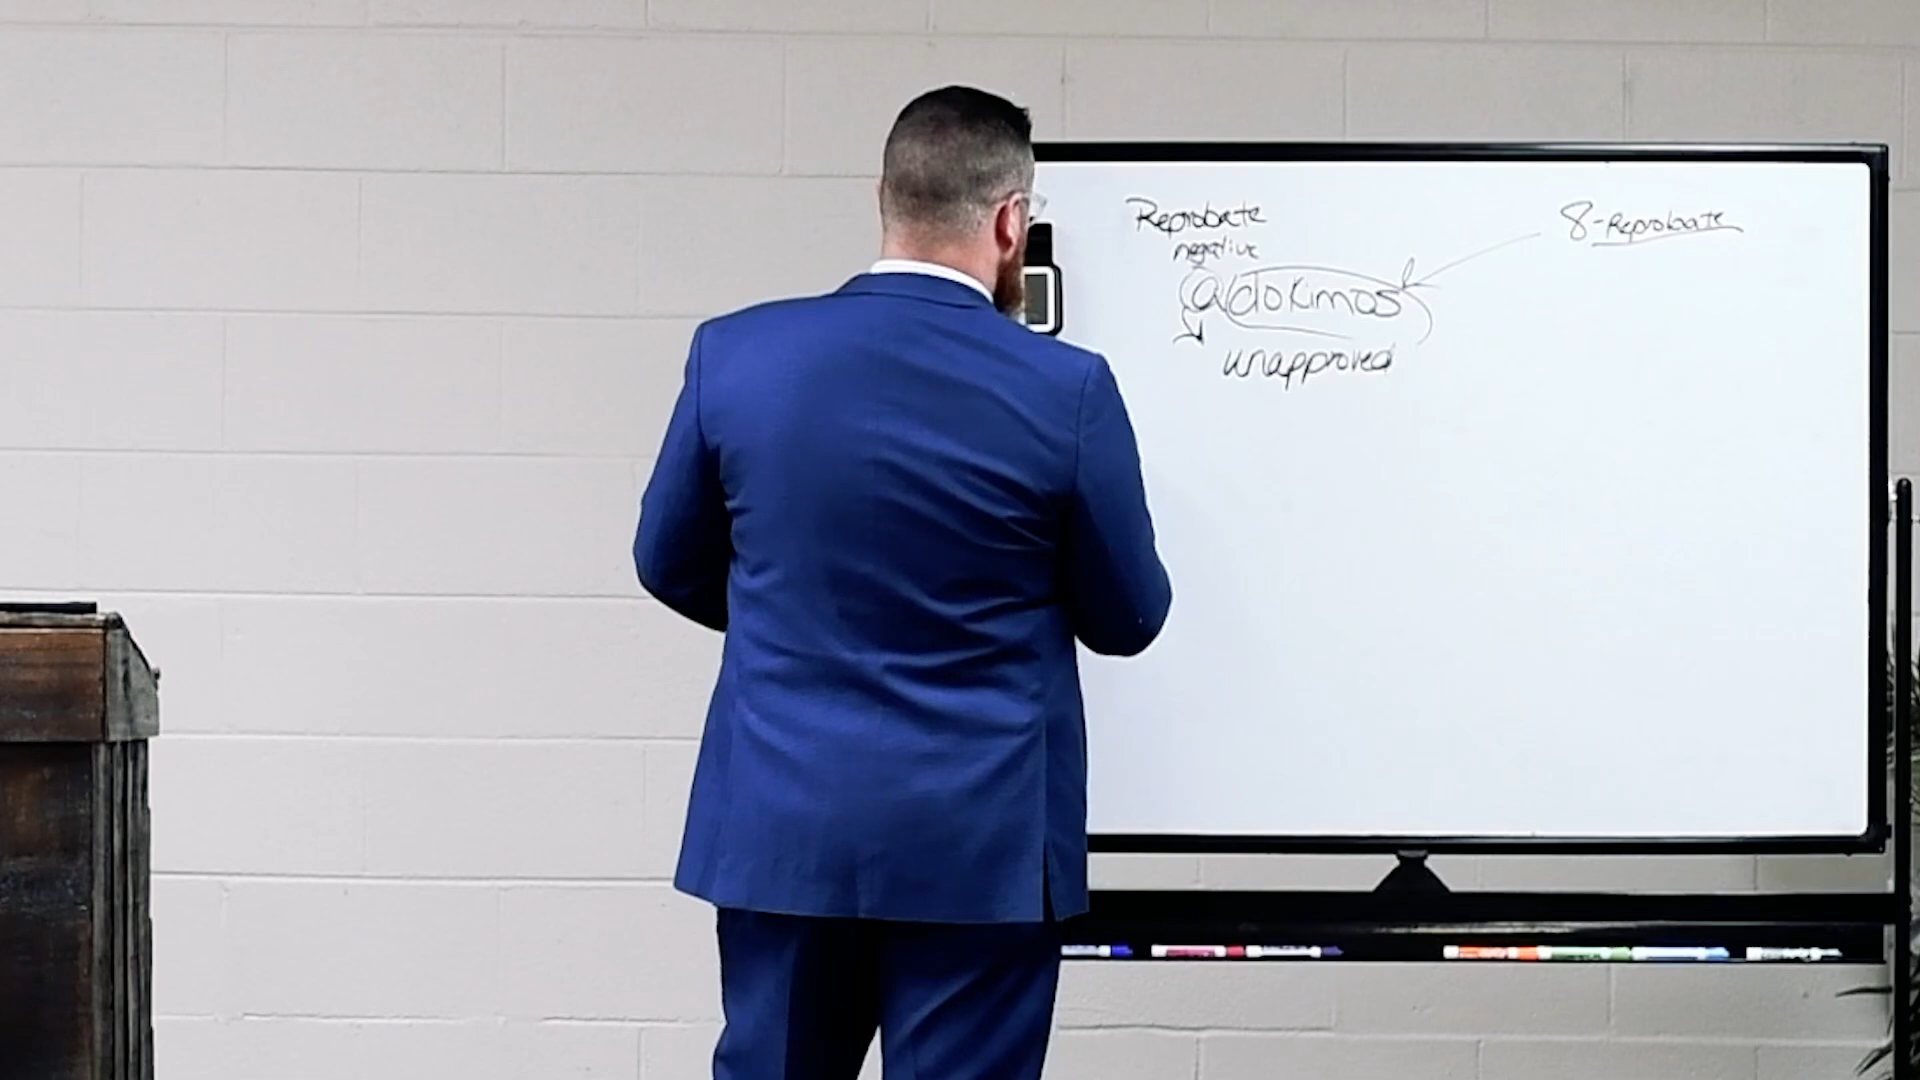 Reprobate
negative
adokimos
unapproved
8-Reprobate